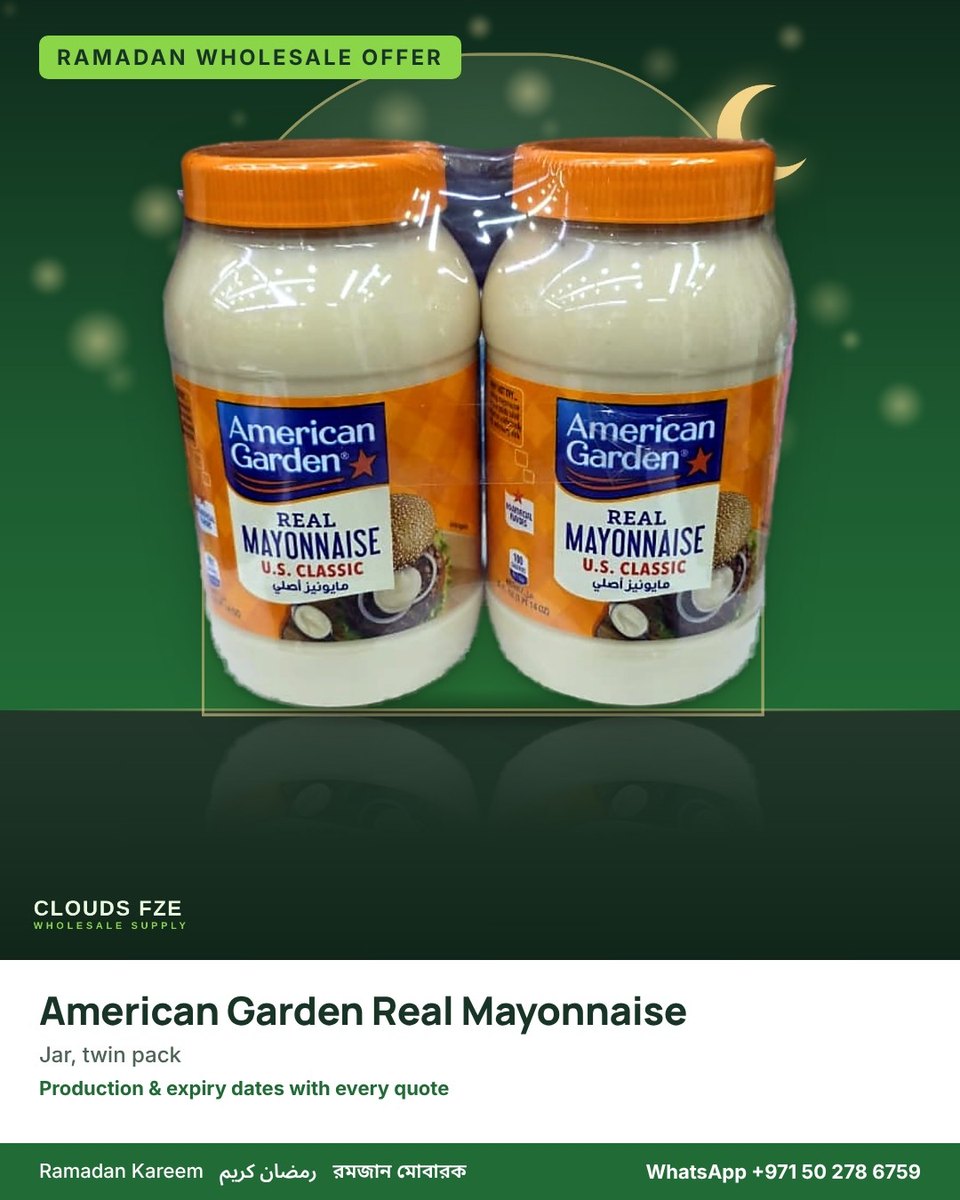 RAMADAN WHOLESALE OFFER
American
Garden®
REAL
MAYONNAISE
U.S. CLASSIC
مايونيز أصلي
American
Garden®
REAL
MAYONNAISE
U.S. CLASSIC
مايونيز أصلي
CLOUDS FZE
WHOLESALE SUPPLY
American Garden Real Mayonnaise
Jar, twin pack
Production & expiry dates with every quote
Ramadan Kareem رمضان كريم রমজান মোবারক WhatsApp +971 50 278 6759